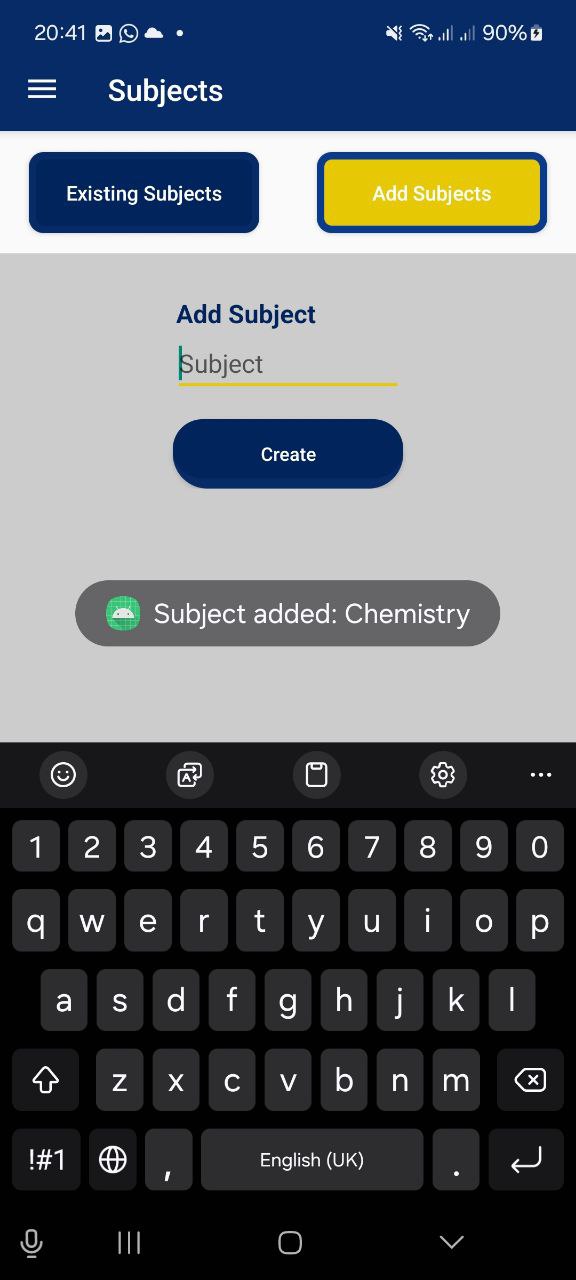 20:41 90%
Subjects
Existing Subjects Add Subjects
Add Subject
Subject
Create
Subject added: Chemistry
1 2 3 4 5 6 7 8 9 0
q w e r t y u i o p
a s d f g h j k l
z x c v b n m
!#1 , English (UK) .